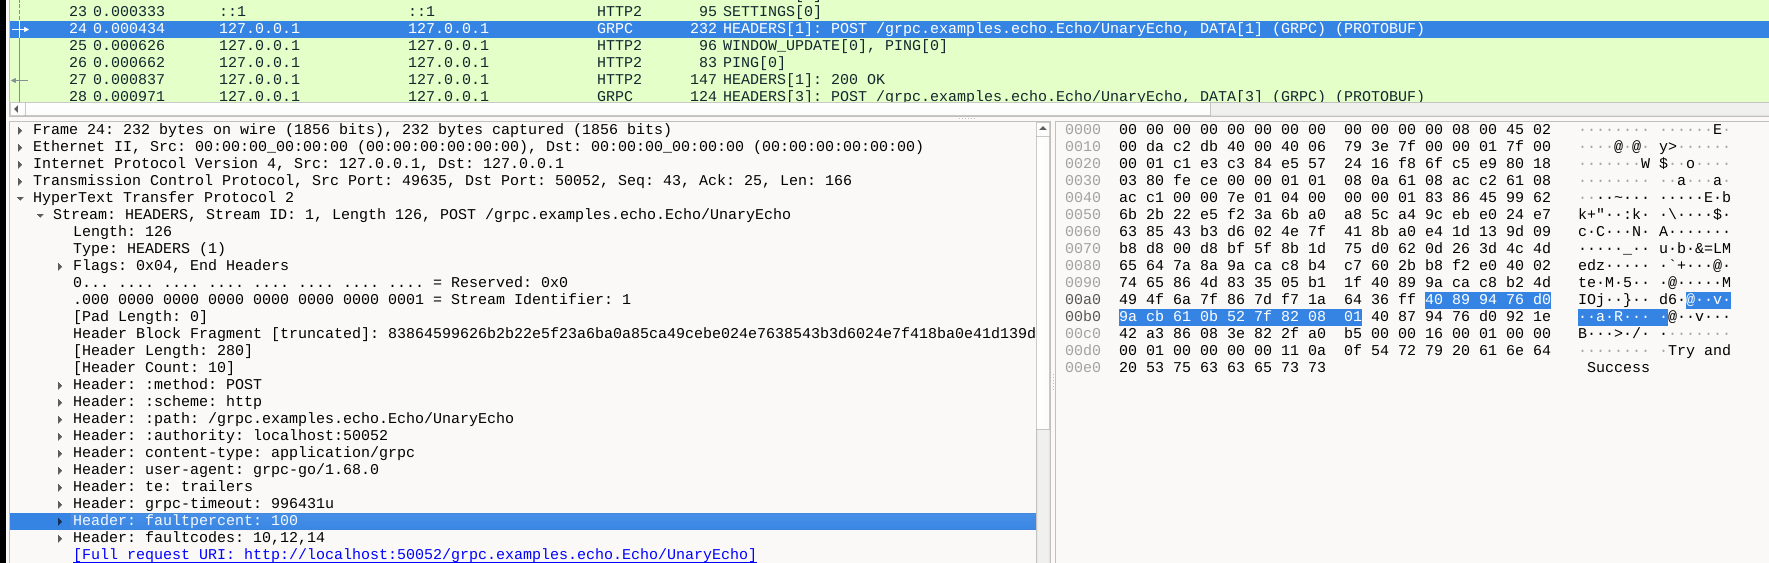 23 0.000333 ::1 ::1 HTTP2 95 SETTINGS[0]
24 0.000434 127.0.0.1 127.0.0.1 GRPC 232 HEADERS[1]: POST /grpc.examples.echo.Echo/UnaryEcho, DATA[1] (GRPC) (PROTOBUF)
25 0.000626 127.0.0.1 127.0.0.1 HTTP2 96 WINDOW_UPDATE[0], PING[0]
26 0.000662 127.0.0.1 127.0.0.1 HTTP2 83 PING[0]
27 0.000837 127.0.0.1 127.0.0.1 HTTP2 147 HEADERS[1]: 200 OK
28 0.000971 127.0.0.1 127.0.0.1 GRPC 124 HEADERS[3]: POST /grpc.examples.echo.Echo/UnaryEcho, DATA[3] (GRPC) (PROTOBUF)
Frame 24: 232 bytes on wire (1856 bits), 232 bytes captured (1856 bits)
Ethernet II, Src: 00:00:00_00:00:00 (00:00:00:00:00:00), Dst: 00:00:00_00:00:00 (00:00:00:00:00:00)
Internet Protocol Version 4, Src: 127.0.0.1, Dst: 127.0.0.1
Transmission Control Protocol, Src Port: 49635, Dst Port: 50052, Seq: 43, Ack: 25, Len: 166
HyperText Transfer Protocol 2
Stream: HEADERS, Stream ID: 1, Length 126, POST /grpc.examples.echo.Echo/UnaryEcho
Length: 126
Type: HEADERS (1)
Flags: 0x04, End Headers
0... .... .... .... .... .... .... .... = Reserved: 0x0
.000 0000 0000 0000 0000 0000 0000 0001 = Stream Identifier: 1
[Pad Length: 0]
Header Block Fragment [truncated]: 83864599626b2b22e5f23a6ba0a85ca49cebe024e7638543b3d6024e7f418ba0e41d139d
[Header Length: 280]
[Header Count: 10]
Header: :method: POST
Header: :scheme: http
Header: :path: /grpc.examples.echo.Echo/UnaryEcho
Header: :authority: localhost:50052
Header: content-type: application/grpc
Header: user-agent: grpc-go/1.68.0
Header: te: trailers
Header: grpc-timeout: 996431u
Header: faultpercent: 100
Header: faultcodes: 10,12,14
[Full request URI: http://localhost:50052/grpc.examples.echo.Echo/UnaryEcho]
0000 00 00 00 00 00 00 00 00 00 00 00 00 08 00 45 02 ········ ······E·
0010 00 da c2 db 40 00 40 06 79 3e 7f 00 00 01 7f 00 ····@·@· y>······
0020 00 01 c1 e3 c3 84 e5 57 24 16 f8 6f c5 e9 80 18 ·······W $··o····
0030 03 80 fe ce 00 00 01 01 08 0a 61 08 ac c2 61 08 ········ ··a···a·
0040 ac c1 00 00 7e 01 04 00 00 00 01 83 86 45 99 62 ····~··· ·····E·b
0050 6b 2b 22 e5 f2 3a 6b a0 a8 5c a4 9c eb e0 24 e7 k+"··:k· ·\····$·
0060 63 85 43 b3 d6 02 4e 7f 41 8b a0 e4 1d 13 9d 09 c·C···N· A·······
0070 b8 d8 00 d8 bf 5f 8b 1d 75 d0 62 0d 26 3d 4c 4d ·····_·· u·b·&=LM
0080 65 64 7a 8a 9a ca c8 b4 c7 60 2b b8 f2 e0 40 02 edz····· ·`+···@·
0090 74 65 86 4d 83 35 05 b1 1f 40 89 9a ca c8 b2 4d te·M·5·· ·@·····M
00a0 49 4f 6a 7f 86 7d f7 1a 64 36 ff 40 89 94 76 d0 IOj··}·· d6·@··v·
00b0 9a cb 61 0b 52 7f 82 08 01 40 87 94 76 d0 92 1e ··a·R··· ·@··v···
00c0 42 a3 86 08 3e 82 2f a0 b5 00 00 16 00 01 00 00 B···>·/· ········
00d0 00 01 00 00 00 00 11 0a 0f 54 72 79 20 61 6e 64 ········ ·Try and
00e0 20 53 75 63 63 65 73 73 Success